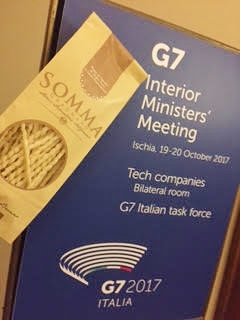 SOMMA
G7
Interior
Ministers'
Meeting
Ischia, 19-20 October 2017
Tech companies
Bilateral room
G7 Italian task force
G7 2017
ITALIA